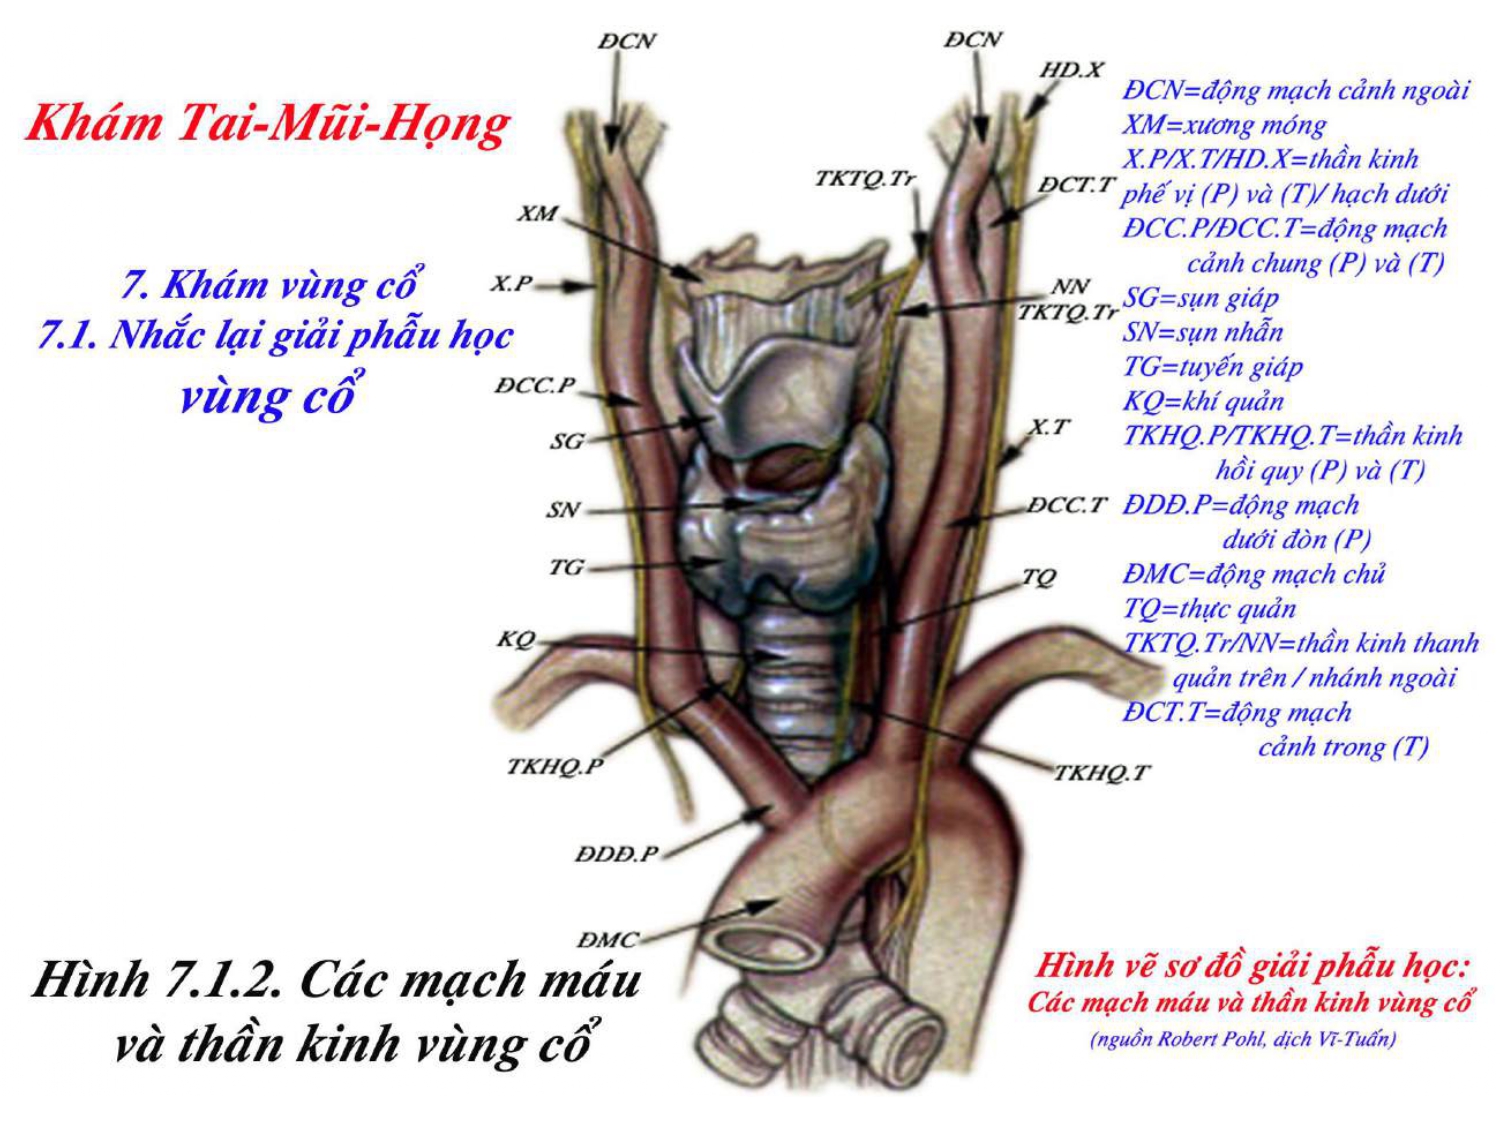 Khám Tai-Mũi-Họng
7. Khám vùng cổ
7.1. Nhắc lại giải phẫu học
vùng cổ
ĐCN
ĐCN
HD.X
TKTQ.Tr
ĐCT.T
XM
X.P
NN
TKTQ.Tr
ĐCC.P
SG
X.T
SN
ĐCC.T
TG
TQ
KQ
TKHQ.P
TKHQ.T
ĐDĐ.P
ĐMC
ĐCN=động mạch cảnh ngoài
XM=xương móng
X.P/X.T/HD.X=thần kinh
phế vị (P) và (T)/ hạch dưới
ĐCC.P/ĐCC.T=động mạch
cảnh chung (P) và (T)
SG=sụn giáp
SN=sụn nhẫn
TG=tuyến giáp
KQ=khí quản
TKHQ.P/TKHQ.T=thần kinh
hồi quy (P) và (T)
ĐDĐ.P=động mạch
dưới đòn (P)
ĐMC=động mạch chủ
TQ=thực quản
TKTQ.Tr/NN=thần kinh thanh
quản trên / nhánh ngoài
ĐCT.T=động mạch
cảnh trong (T)
Hình 7.1.2. Các mạch máu
và thần kinh vùng cổ
Hình vẽ sơ đồ giải phẫu học:
Các mạch máu và thần kinh vùng cổ
(nguồn Robert Pohl, dịch Vĩ-Tuấn)